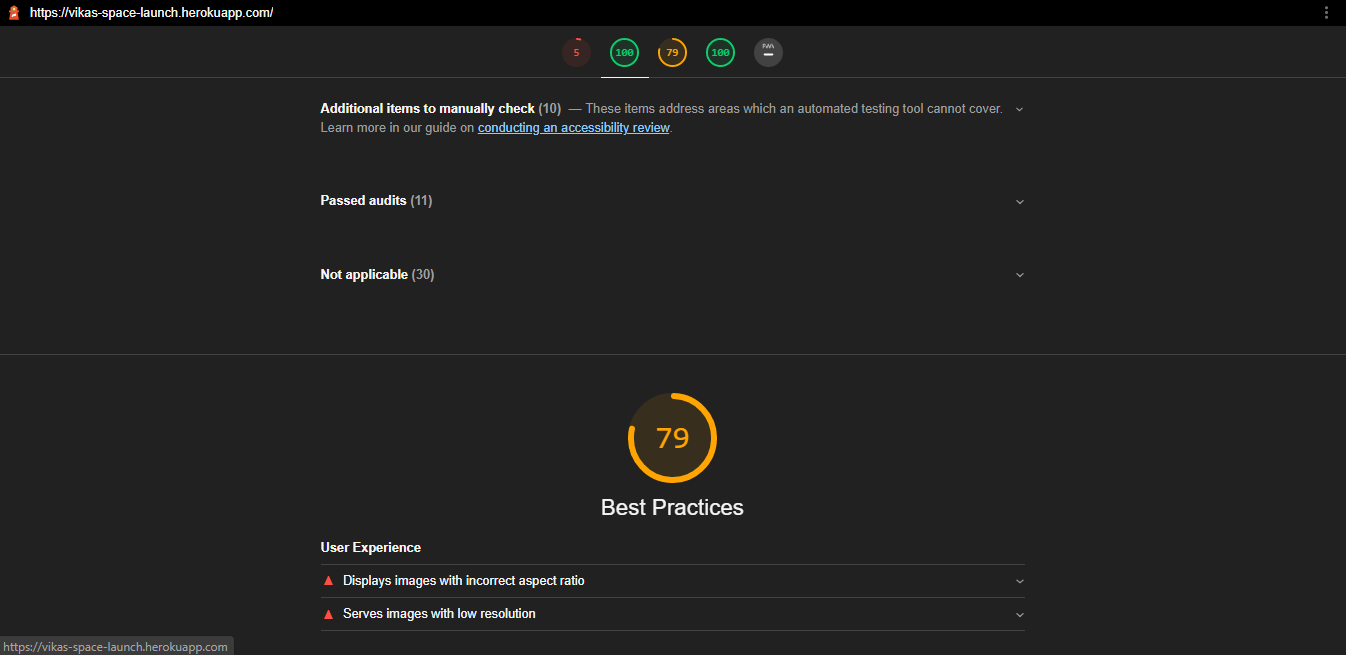 https://vikas-space-launch.herokuapp.com/
5
100
79
100
PWA
Additional items to manually check (10) — These items address areas which an automated testing tool cannot cover.
Learn more in our guide on conducting an accessibility review.
Passed audits (11)
Not applicable (30)
79
Best Practices
User Experience
Displays images with incorrect aspect ratio
Serves images with low resolution
https://vikas-space-launch.herokuapp.com